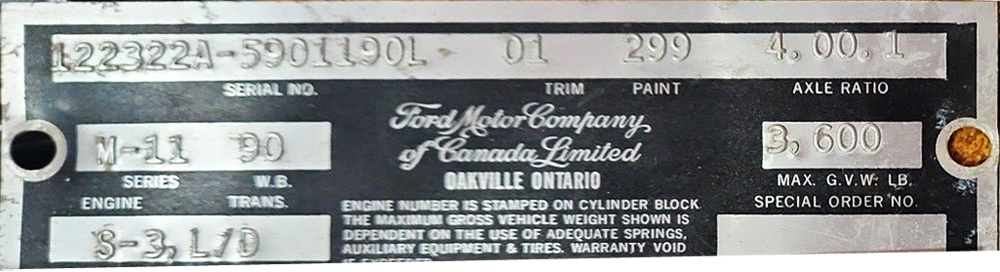 122322A-5901190L 01 299 4.00.1
SERIAL NO. TRIM PAINT AXLE RATIO
Ford Motor Company
of Canada Limited
OAKVILLE ONTARIO
M-11 90
SERIES W.B.
3,600
MAX. G.V.W. LB.
ENGINE TRANS.
S-3, L/D
SPECIAL ORDER NO.
ENGINE NUMBER IS STAMPED ON CYLINDER BLOCK
THE MAXIMUM GROSS VEHICLE WEIGHT SHOWN IS
DEPENDENT ON THE USE OF ADEQUATE SPRINGS,
AUXILIARY EQUIPMENT & TIRES. WARRANTY VOID
IF EXCEEDED